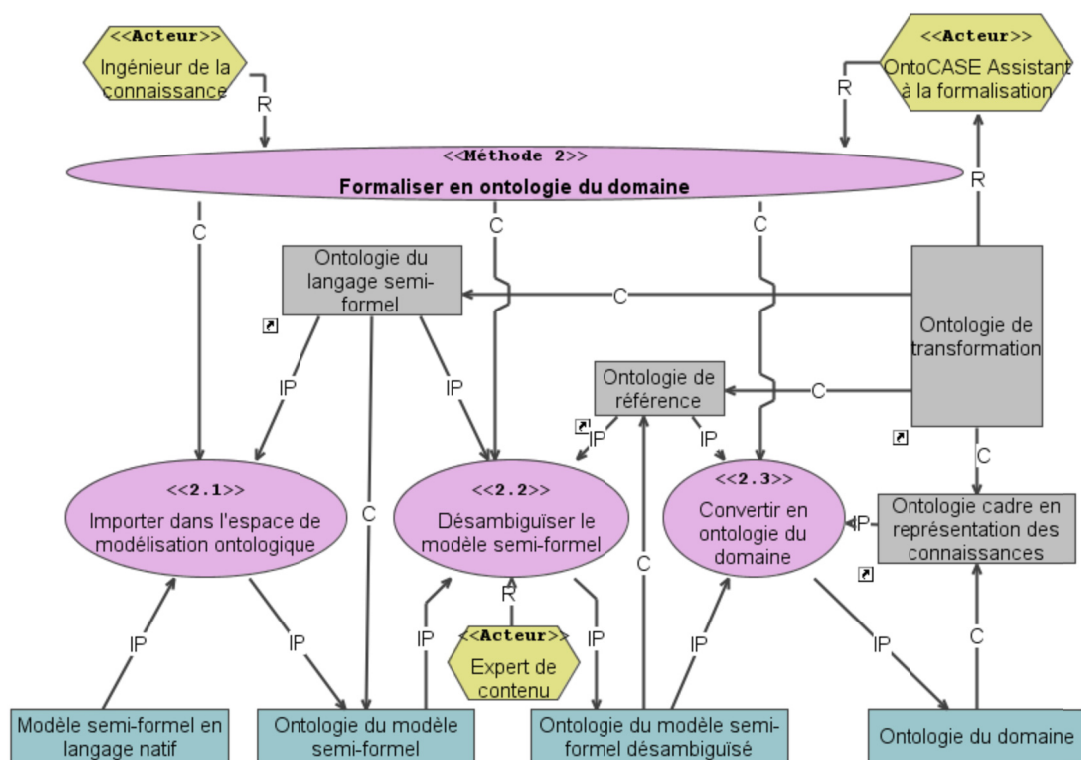 <<Acteur>>
Ingénieur de la
connaissance
<<Acteur>>
OntoCASE Assistant
à la formalisation
R
R
<<Méthode 2>>
Formaliser en ontologie du domaine
R
C
C
C
Ontologie du
langage semi-
formel
C
Ontologie de
transformation
IP
IP
Ontologie de
référence
C
IP
IP
C
<<2.1>>
Importer dans l'espace de
modélisation ontologique
C
<<2.2>>
Désambiguïser le
modèle semi-formel
<<2.3>>
Convertir en
ontologie du
domaine
IP
Ontologie cadre en
représentation des
connaissances
C
R
IP
IP
IP
<<Acteur>>
Expert de
contenu
IP
IP
IP
C
Modèle semi-formel en
langage natif
Ontologie du modèle
semi-formel
Ontologie du modèle semi-
formel désambiguïsé
Ontologie du domaine